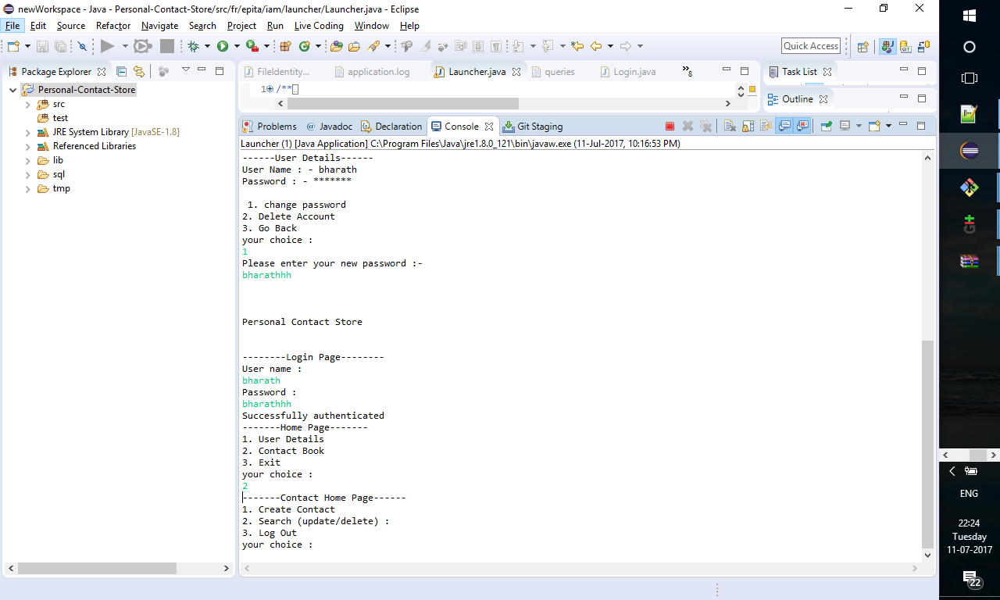 newWorkspace - Java - Personal-Contact-Store/src/fr/epita/iam/launcher/Launcher.java - Eclipse
File Edit Source Refactor Navigate Search Project Run Live Coding Window Help
Quick Access
Package Explorer
Personal-Contact-Store
src
test
JRE System Library [JavaSE-1.8]
Referenced Libraries
lib
sql
tmp
FileIdentity... application.log Launcher.java queries Login.java »8
1 /**
Task List
Outline
Problems @ Javadoc Declaration Console Git Staging
Launcher (1) [Java Application] C:\Program Files\Java\jre1.8.0_121\bin\javaw.exe (11-Jul-2017, 10:16:53 PM)
------User Details------
User Name : - bharath
Password : - *******
1. change password
2. Delete Account
3. Go Back
your choice :
1
Please enter your new password :-
bharathhh
Personal Contact Store
--------Login Page--------
User name :
bharath
Password :
bharathhh
Successfully authenticated
-------Home Page-------
1. User Details
2. Contact Book
3. Exit
your choice :
2
-------Contact Home Page------
1. Create Contact
2. Search (update/delete) :
3. Log Out
your choice :
GIT
ENG
22:24
Tuesday
11-07-2017
22